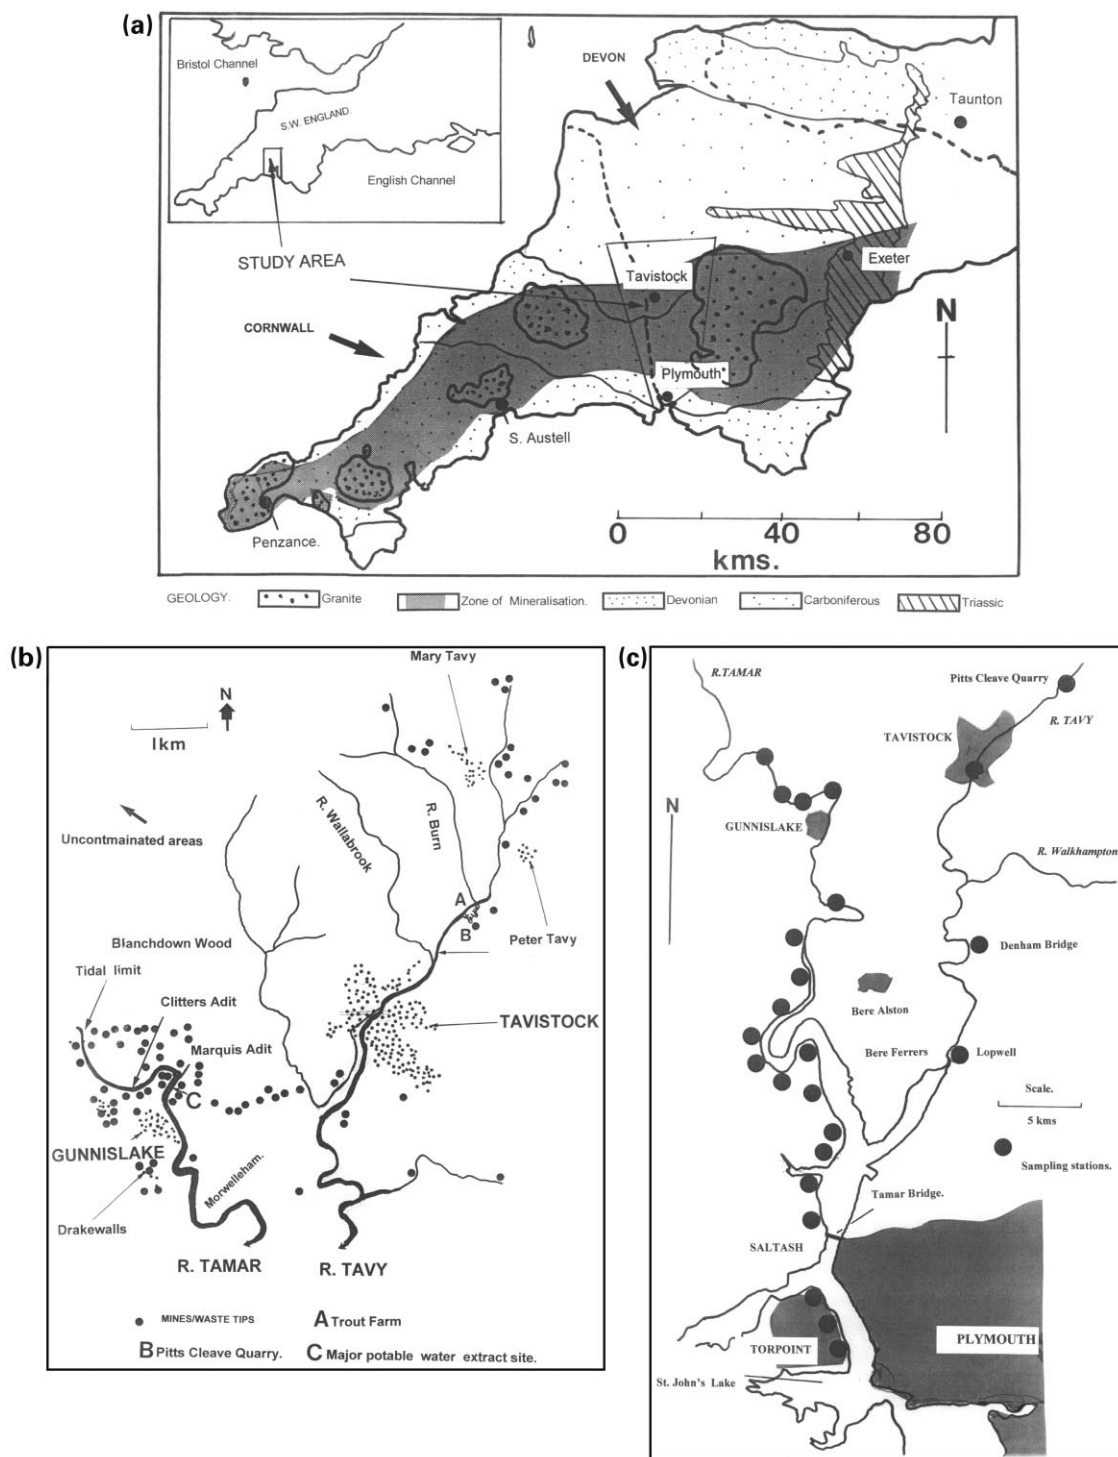 (a)
Bristol Channel
S.W. ENGLAND.
English Channel
DEVON
Taunton
STUDY AREA
Tavistock
Exeter
CORNWALL
N
Plymouth
S. Austell
Penzance.
0 40 80
kms.
GEOLOGY. Granite Zone of Mineralisation. Devonian Carboniferous Triassic
(b)
Mary Tavy
N
1km
Uncontmainated areas
R. Wallabrook
R. Burn
A
B
Peter Tavy
Blanchdown Wood
Tidal limit
Clitters Adit
TAVISTOCK
Marquis Adit
C
GUNNISLAKE
Morwelleham.
Drakewalls
R. TAMAR R. TAVY
MINES/WASTE TIPS A Trout Farm
B Pitts Cleave Quarry. C Major potable water extract site.
(c)
R.TAMAR
Pitts Cleave Quarry
R. TAVY
TAVISTOCK
N
GUNNISLAKE
R. Walkhampton
Denham Bridge
Bere Alston
Bere Ferrers
Lopwell
Scale.
5 kms
Sampling stations.
Tamar Bridge.
SALTASH
PLYMOUTH
TORPOINT
St. John's Lake